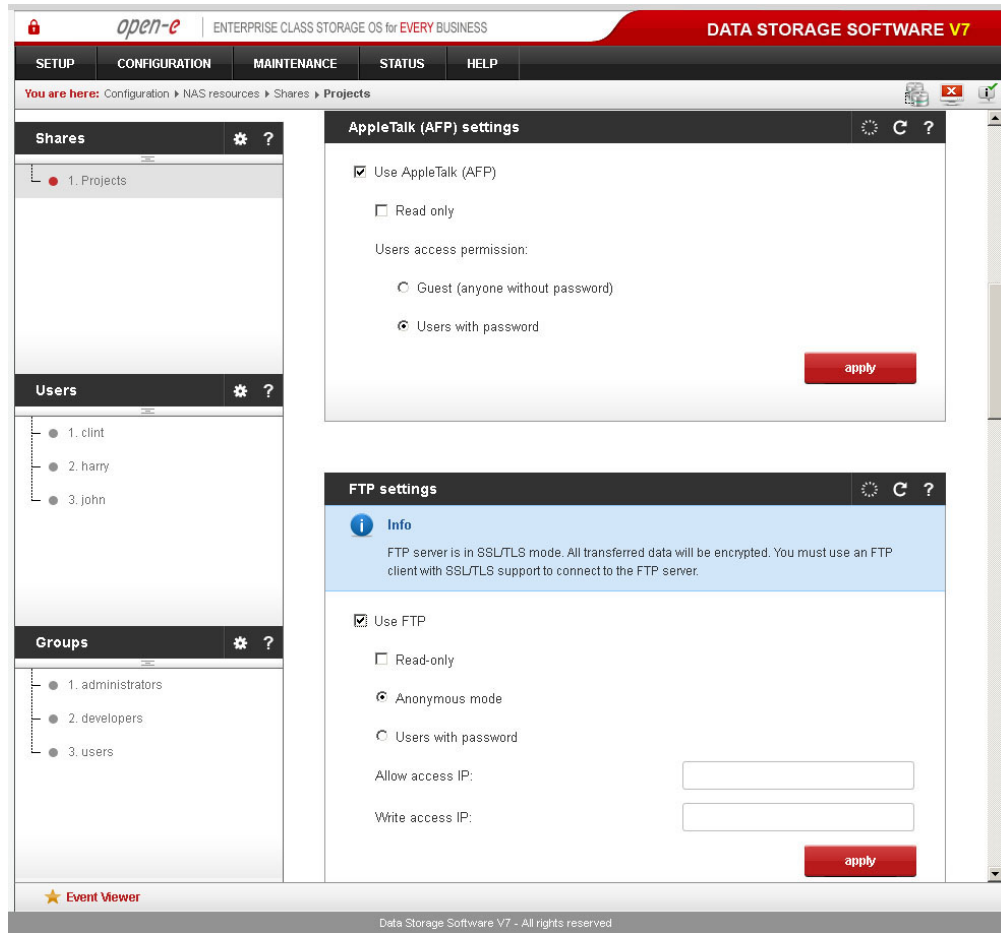 open-e ENTERPRISE CLASS STORAGE OS for EVERY BUSINESS DATA STORAGE SOFTWARE V7
SETUP CONFIGURATION MAINTENANCE STATUS HELP
You are here: Configuration NAS resources Shares Projects
Shares ?
1. Projects
Users ?
1. clint
2. harry
3. john
Groups ?
1. administrators
2. developers
3. users
AppleTalk (AFP) settings ?
Use AppleTalk (AFP)
Read only
Users access permission:
Guest (anyone without password)
Users with password
apply
FTP settings ?
Info
FTP server is in SSL/TLS mode. All transferred data will be encrypted. You must use an FTP
client with SSL/TLS support to connect to the FTP server.
Use FTP
Read-only
Anonymous mode
Users with password
Allow access IP:
Write access IP:
apply
Event Viewer
Data Storage Software V7 - All rights reserved